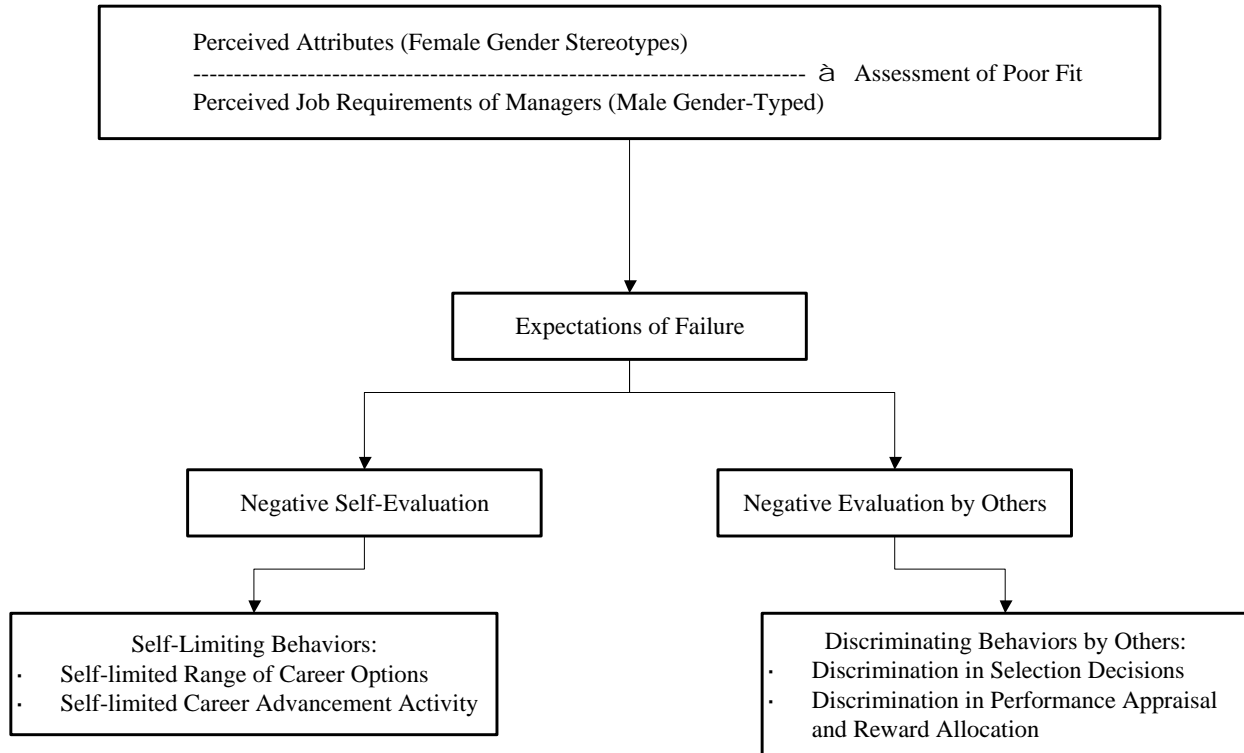 Perceived Attributes (Female Gender Stereotypes)
--------------------------------------------------------------------------- à Assessment of Poor Fit
Perceived Job Requirements of Managers (Male Gender-Typed)
Expectations of Failure
Negative Self-Evaluation
Negative Evaluation by Others
Self-Limiting Behaviors:
· Self-limited Range of Career Options
· Self-limited Career Advancement Activity
Discriminating Behaviors by Others:
· Discrimination in Selection Decisions
· Discrimination in Performance Appraisal
and Reward Allocation